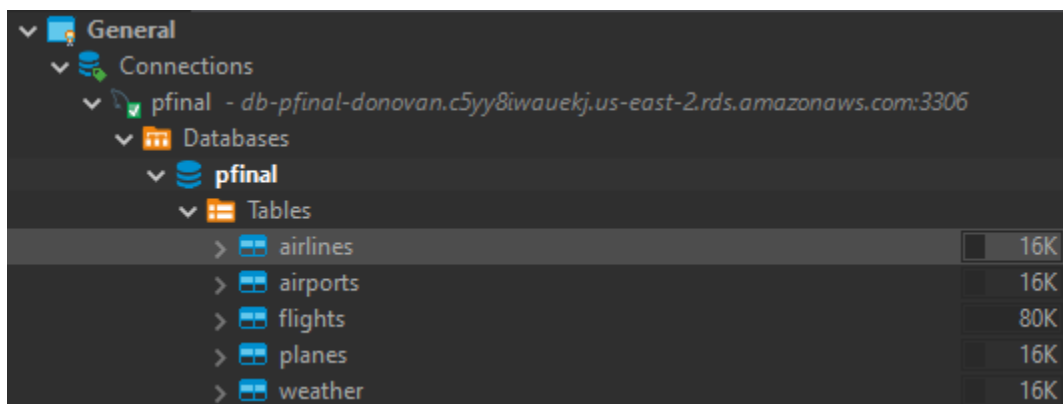 General
Connections
pfinal - db-pfinal-donovan.c5yy8iwauekj.us-east-2.rds.amazonaws.com:3306
Databases
pfinal
Tables
airlines 16K
airports 16K
flights 80K
planes 16K
weather 16K